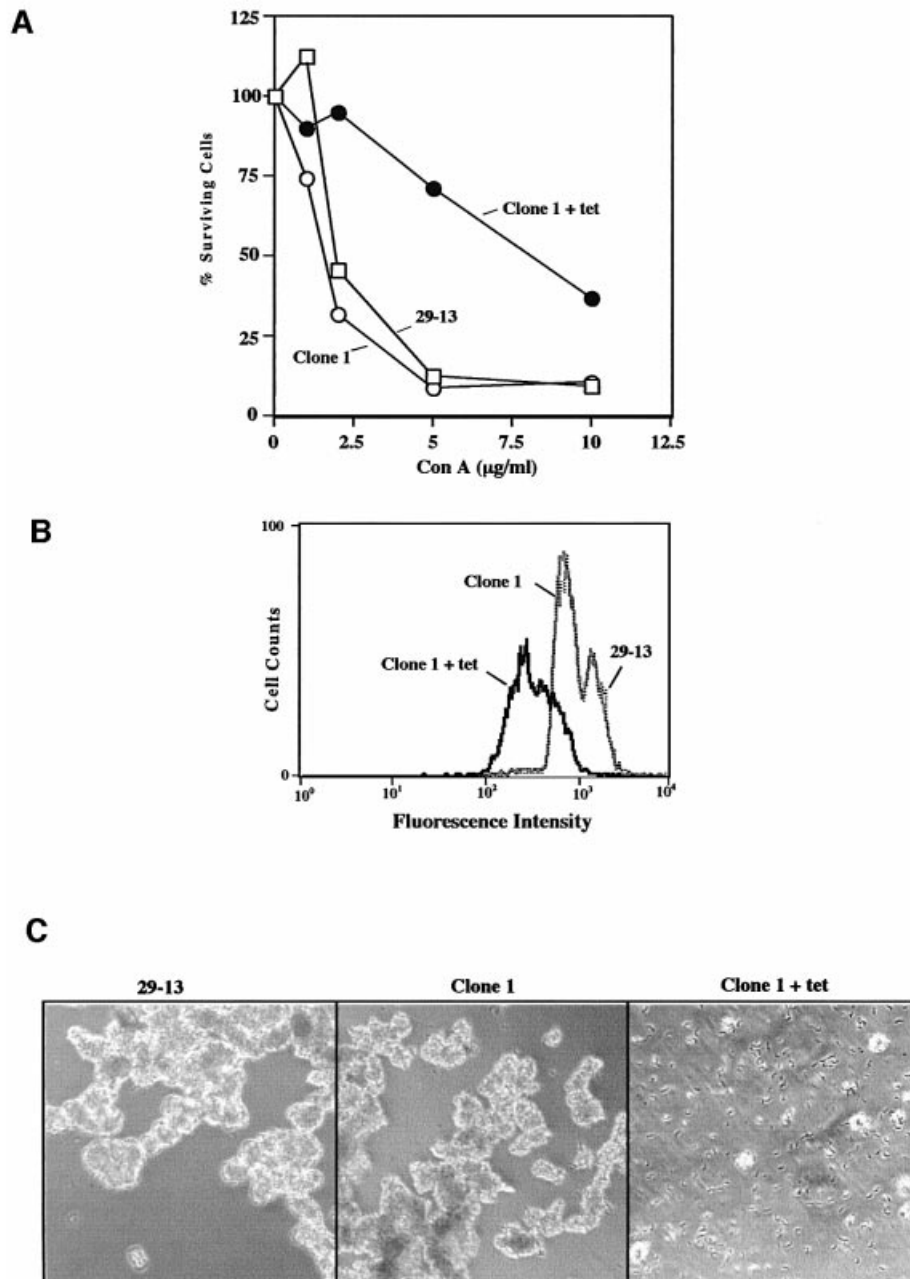 A
125
100
75
50
25
0
% Surviving Cells
Clone 1 + tet
29-13
Clone 1
0 2.5 5 7.5 10 12.5
Con A (µg/ml)
B
100
0
Cell Counts
Clone 1
29-13
Clone 1 + tet
10⁰ 10¹ 10² 10³ 10⁴
Fluorescence Intensity
C
29-13 Clone 1 Clone 1 + tet